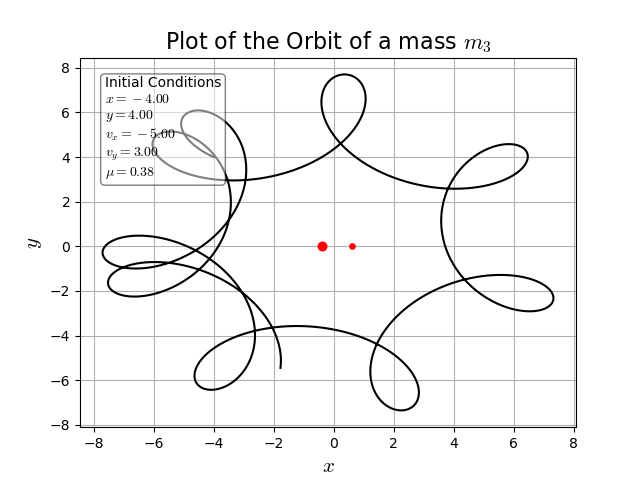 Plot of the Orbit of a mass m₃
Initial Conditions
x = −4.00
y = 4.00
vₓ = −5.00
v_y = 3.00
μ = 0.38
8
6
4
2
0
−2
−4
−6
−8
y
−8 −6 −4 −2 0 2 4 6 8
x